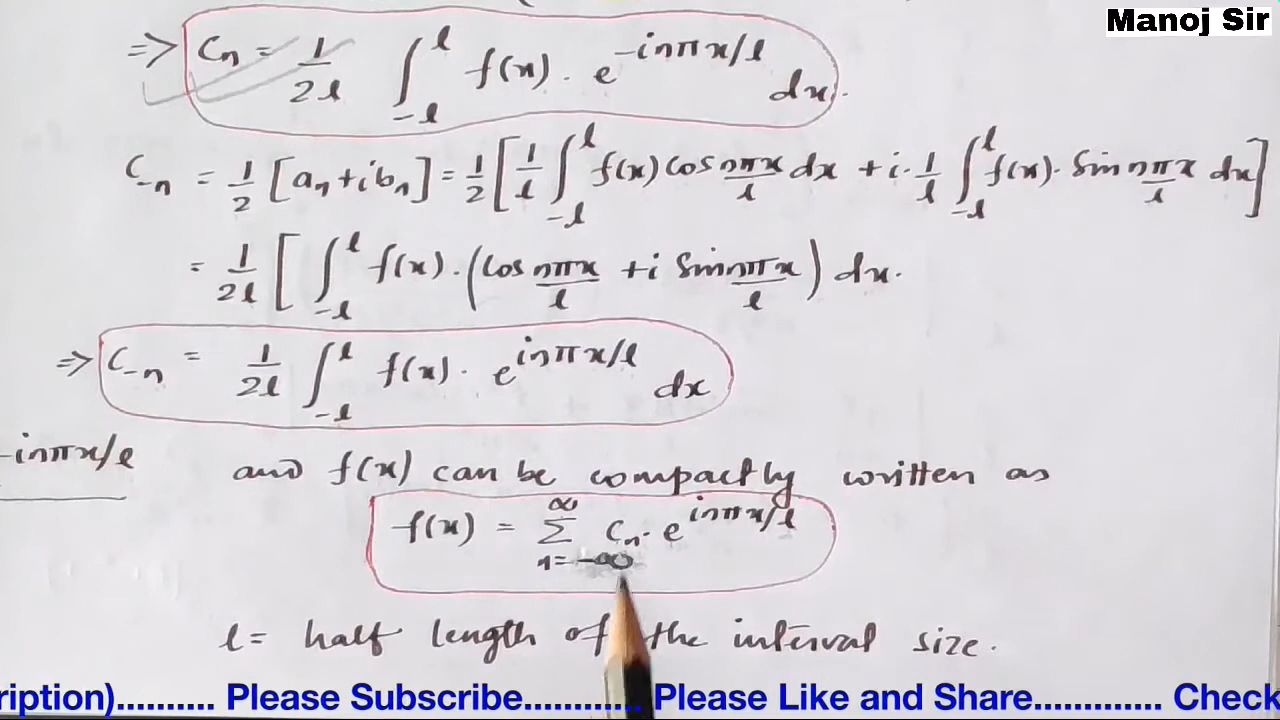 Manoj Sir
⇒ Cn = 1/2l ∫_{-l}^{l} f(x) · e^{-inπx/l} dx.
C-n = 1/2 [an + ibn] = 1/2 [1/l ∫_{-l}^{l} f(x) cos nπx/l dx + i · 1/l ∫_{-l}^{l} f(x) · Sin nπx/l dx]
= 1/2l [ ∫_{-l}^{l} f(x) · (cos nπx/l + i Sin nπx/l) dx.
⇒ C-n = 1/2l ∫_{-l}^{l} f(x) · e^{inπx/l} dx
-inπx/l
and f(x) can be compactly written as
f(x) = ∑_{n=-∞}^{∞} Cn · e^{inπx/l}
l = half length of the interval size.
ription).......... Please Subscribe............ Please Like and Share............. Check